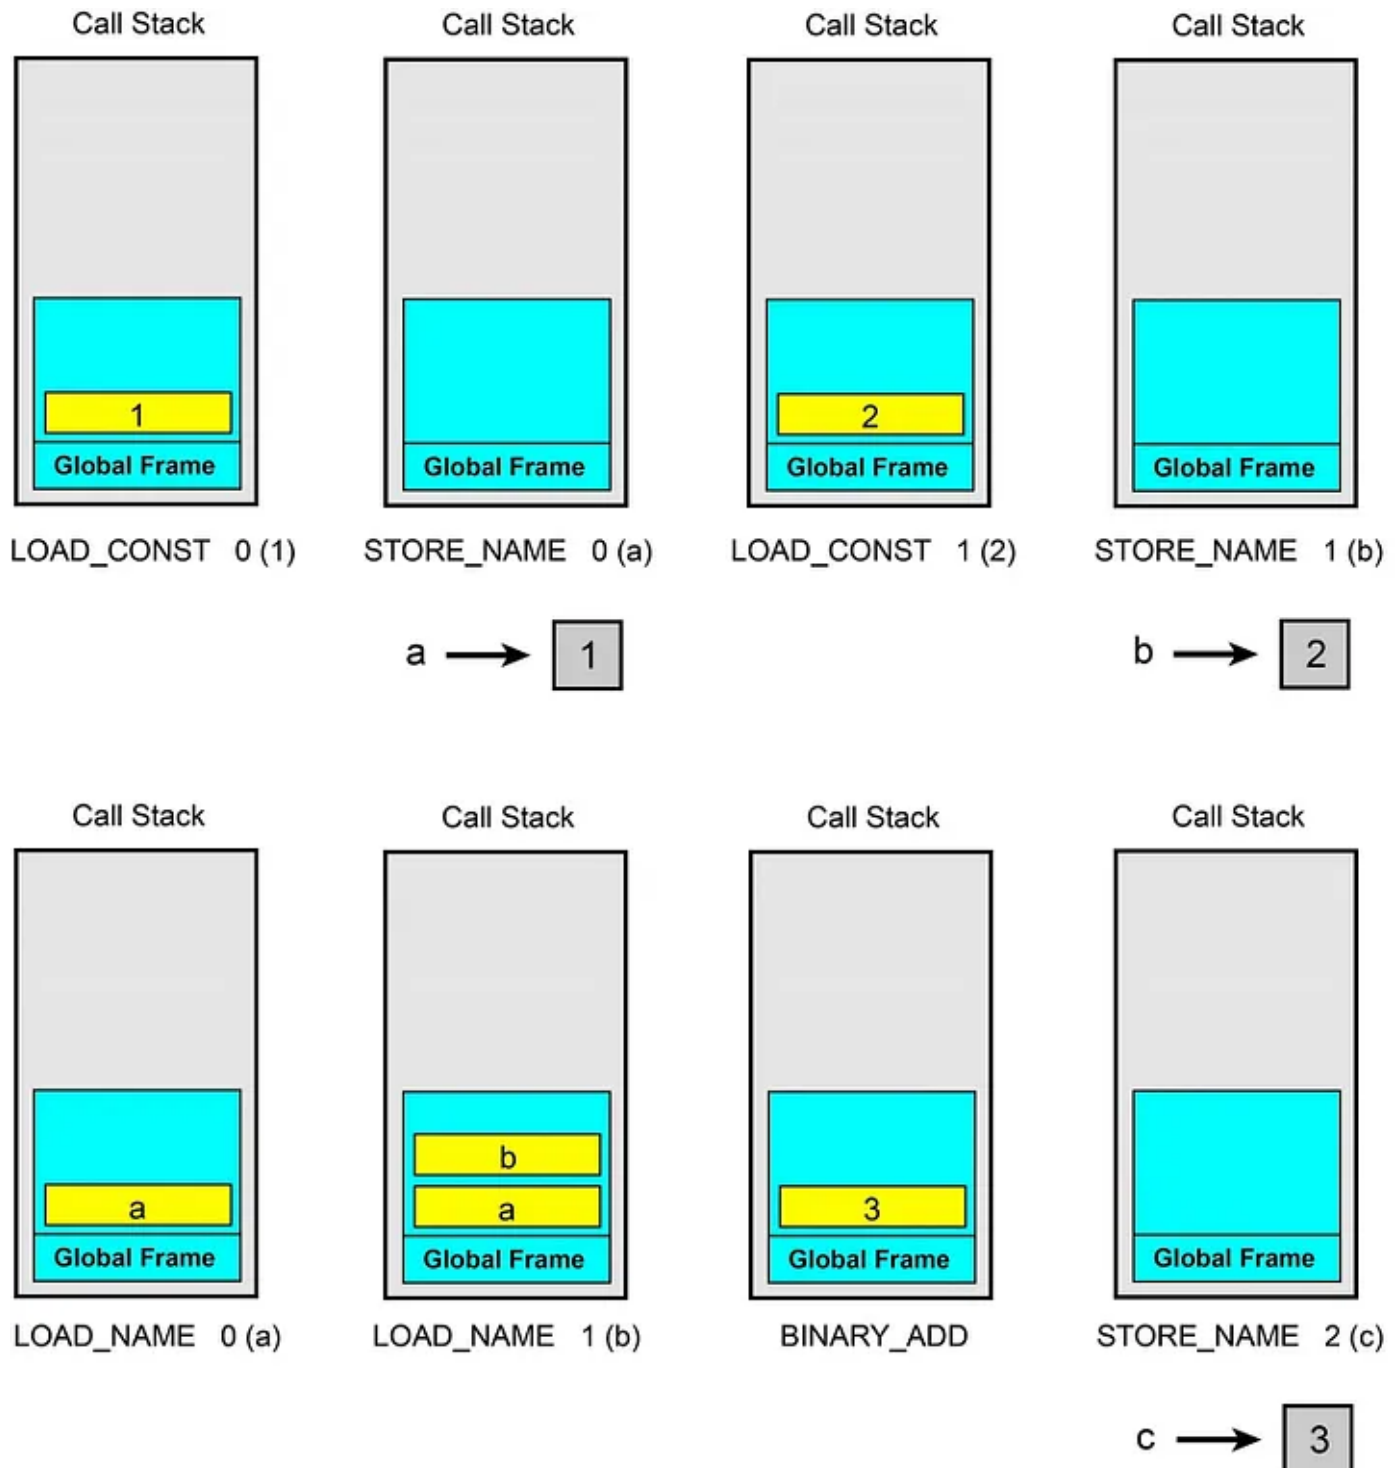 Call Stack
Call Stack
Call Stack
Call Stack
1
2
Global Frame
Global Frame
Global Frame
Global Frame
LOAD_CONST 0 (1)
STORE_NAME 0 (a)
LOAD_CONST 1 (2)
STORE_NAME 1 (b)
a 1
b 2
Call Stack
Call Stack
Call Stack
Call Stack
b
a
a
3
Global Frame
Global Frame
Global Frame
Global Frame
LOAD_NAME 0 (a)
LOAD_NAME 1 (b)
BINARY_ADD
STORE_NAME 2 (c)
c 3